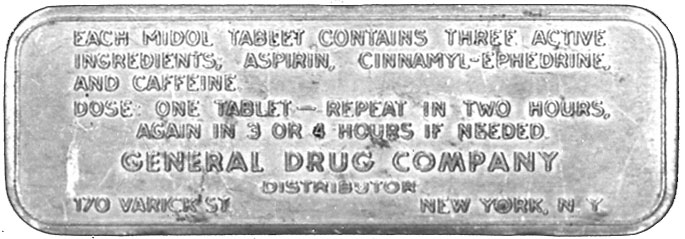 EACH MIDOL TABLET CONTAINS THREE ACTIVE
INGREDIENTS, ASPIRIN, CINNAMYL-EPHEDRINE,
AND CAFFEINE
DOSE: ONE TABLET — REPEAT IN TWO HOURS,
AGAIN IN 3 OR 4 HOURS IF NEEDED.
GENERAL DRUG COMPANY
DISTRIBUTOR
170 VARICK ST NEW YORK, N. Y.